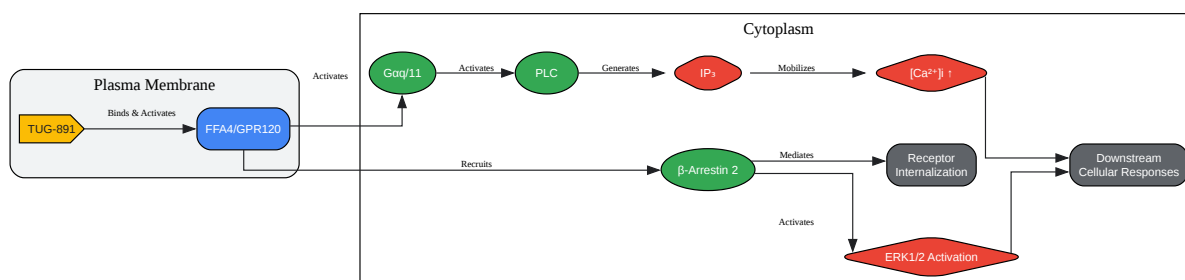 Cytoplasm
Plasma Membrane
TUG-891
Binds & Activates
FFA4/GPR120
Activates
Gαq/11
Activates
PLC
Generates
IP₃
Mobilizes
[Ca²⁺]i ↑
Recruits
β-Arrestin 2
Mediates
Receptor
Internalization
Activates
ERK1/2 Activation
Downstream
Cellular Responses